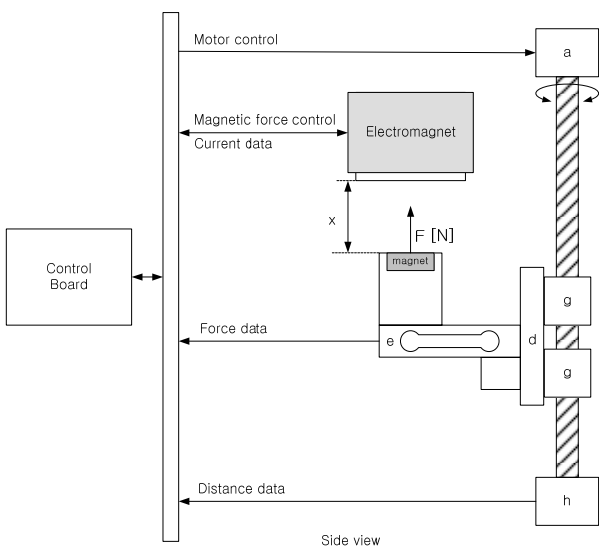 Motor control
a
Magnetic force control
Current data
Electromagnet
x
F [N]
magnet
Control
Board
g
Force data
e
d
g
Distance data
h
Side view